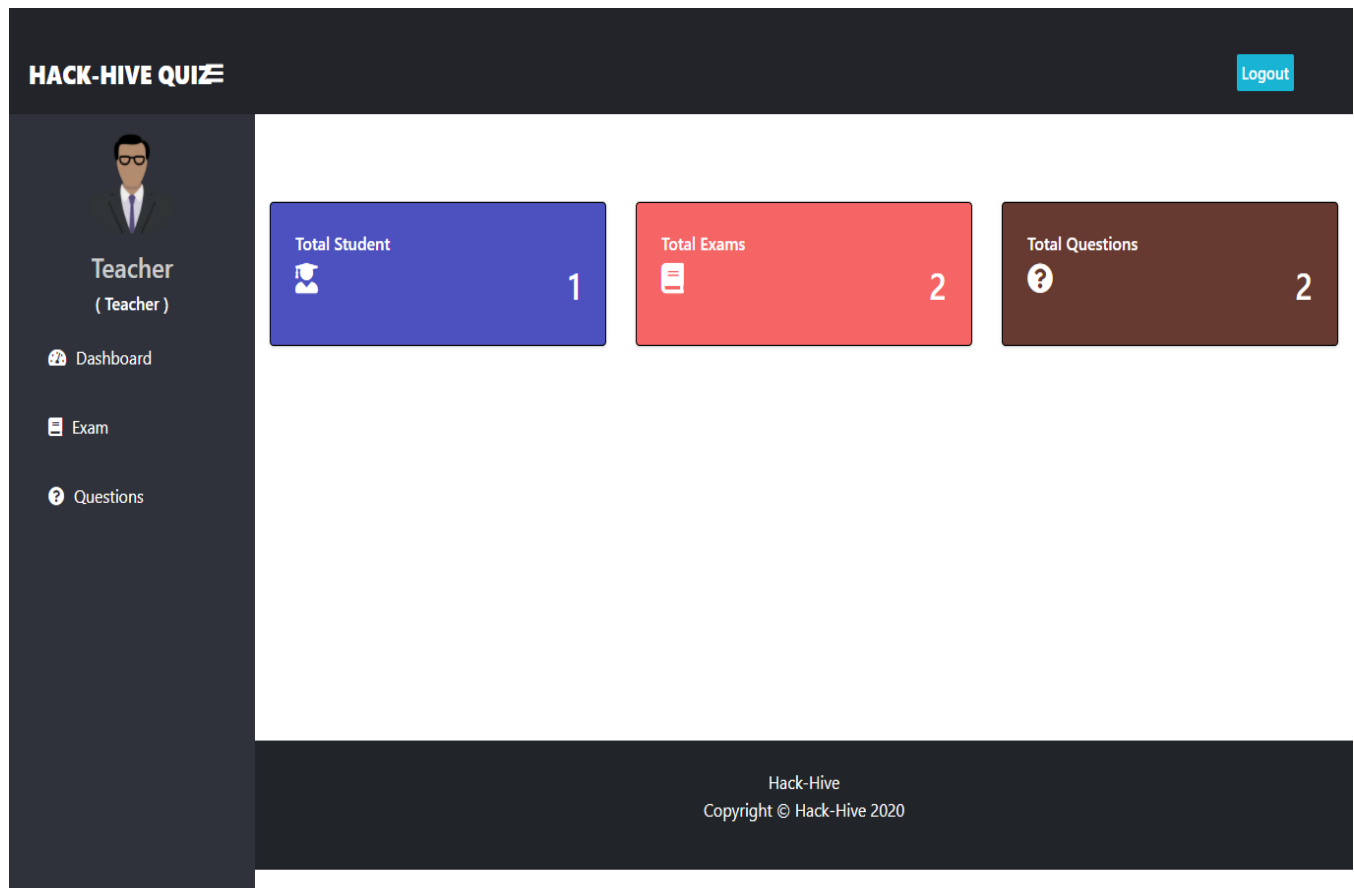 HACK-HIVE QUIZ
Logout
Teacher
( Teacher )
Dashboard
Exam
Questions
Total Student
1
Total Exams
2
Total Questions
2
Hack-Hive
Copyright © Hack-Hive 2020